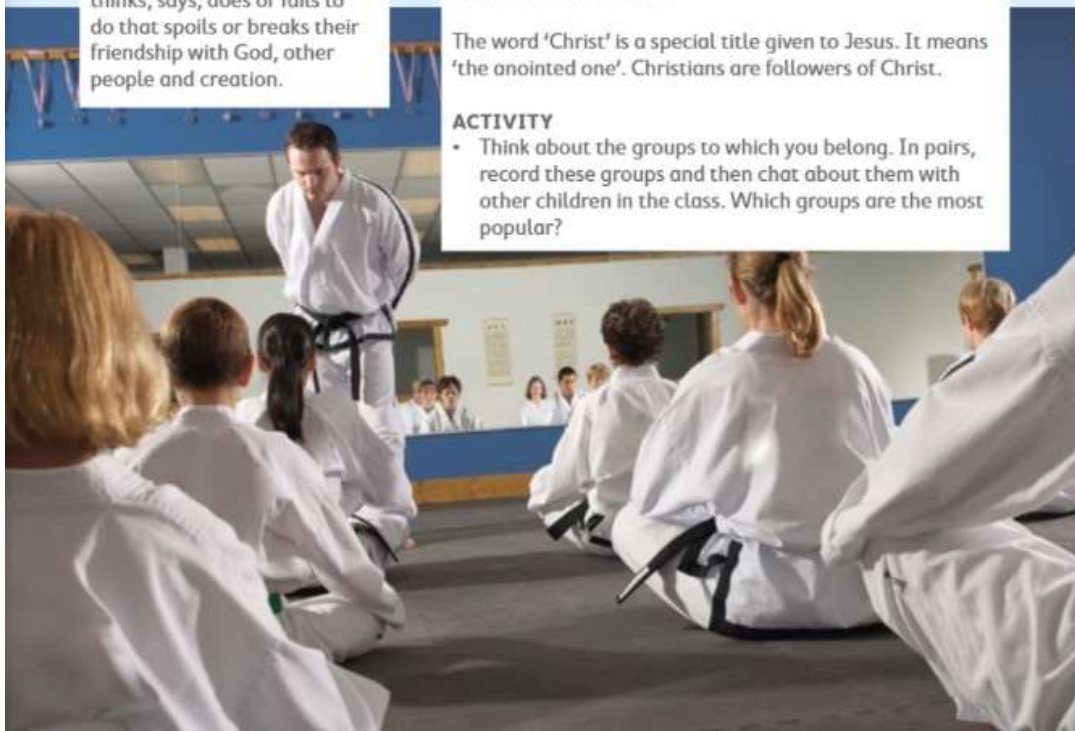 thinks, says, does or fails to
do that spoils or breaks their
friendship with God, other
people and creation.
The word ‘Christ’ is a special title given to Jesus. It means
‘the anointed one’. Christians are followers of Christ.
ACTIVITY
• Think about the groups to which you belong. In pairs,
record these groups and then chat about them with
other children in the class. Which groups are the most
popular?